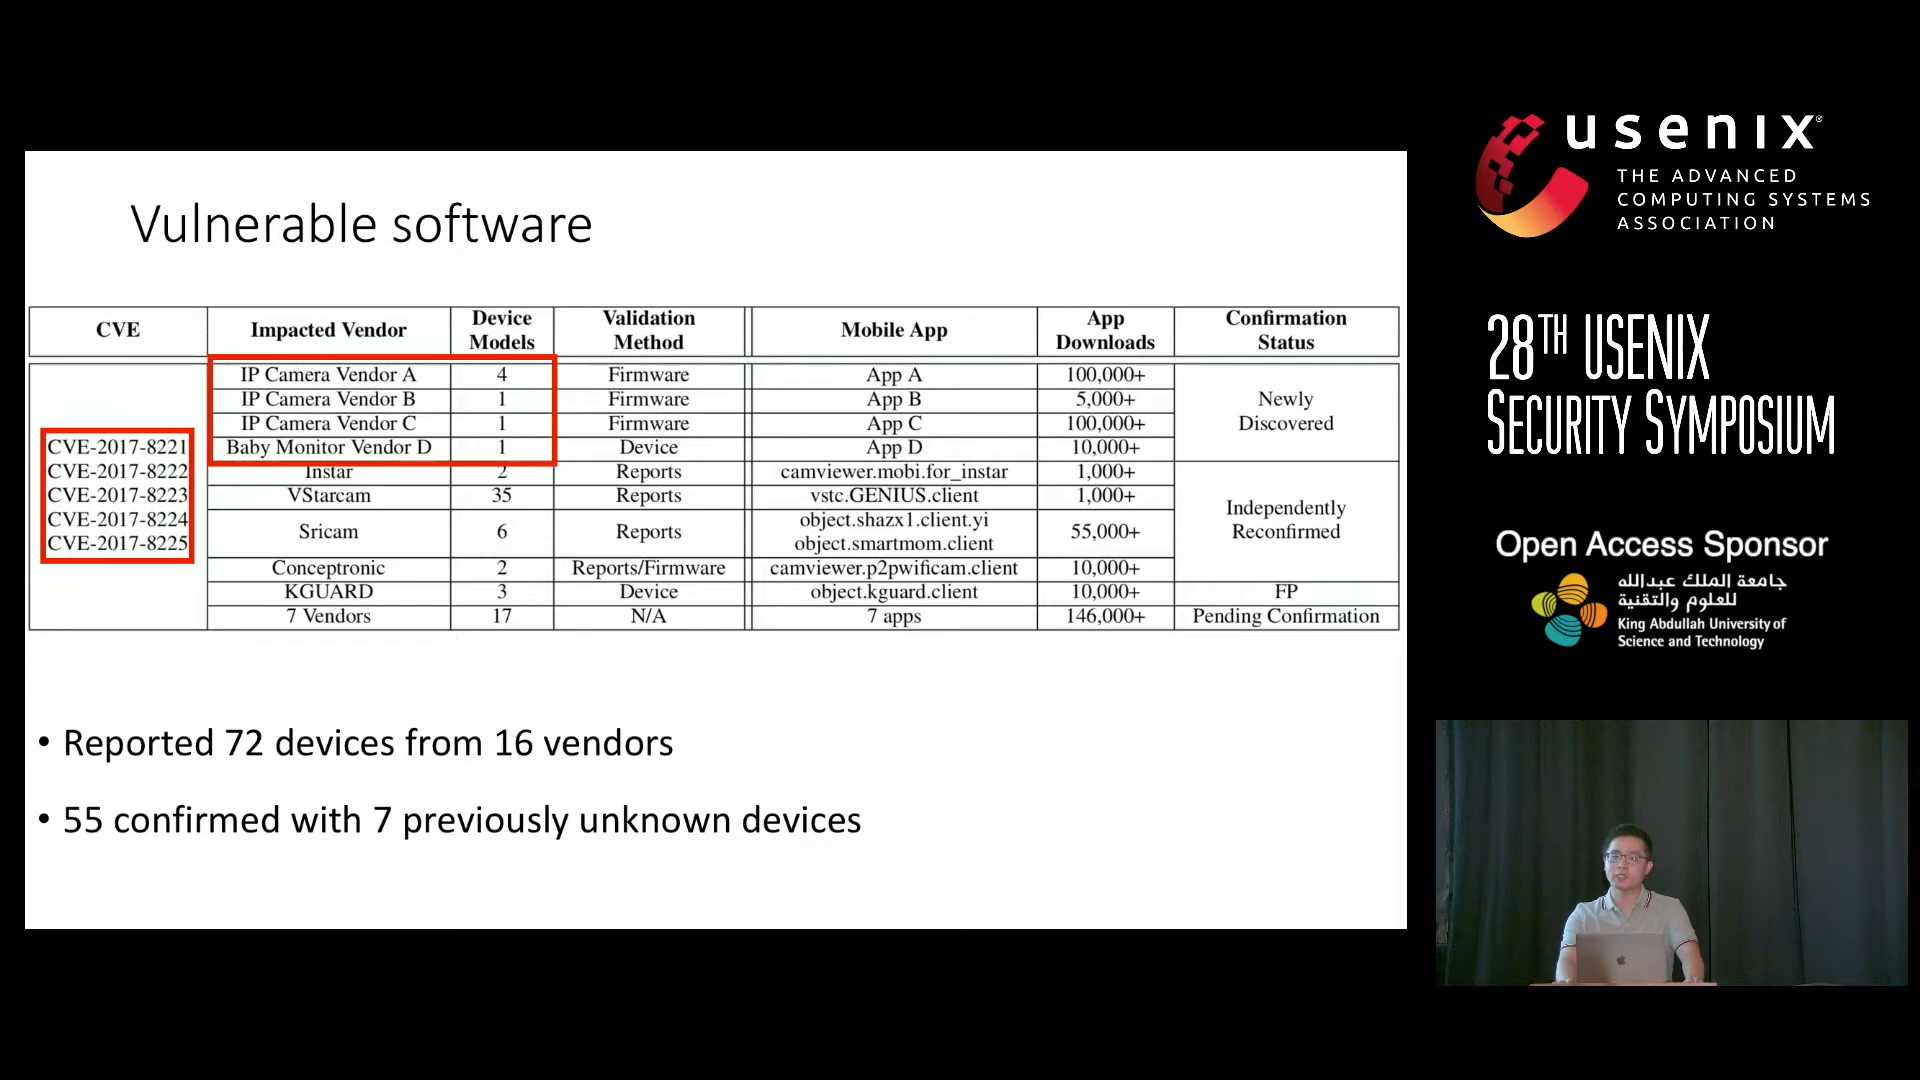 Vulnerable software
CVE Impacted Vendor Device Models Validation Method Mobile App App Downloads Confirmation Status
CVE-2017-8221
CVE-2017-8222
CVE-2017-8223
CVE-2017-8224
CVE-2017-8225
IP Camera Vendor A 4 Firmware App A 100,000+
IP Camera Vendor B 1 Firmware App B 5,000+
IP Camera Vendor C 1 Firmware App C 100,000+
Baby Monitor Vendor D 1 Device App D 10,000+
Newly Discovered
Instar 2 Reports camviewer.mobi.for_instar 1,000+
VStarcam 35 Reports vstc.GENIUS.client 1,000+
Sricam 6 Reports object.shazx1.client.yi object.smartmom.client 55,000+
Conceptronic 2 Reports/Firmware camviewer.p2pwificam.client 10,000+
Independently Reconfirmed
KGUARD 3 Device object.kguard.client 10,000+ FP
7 Vendors 17 N/A 7 apps 146,000+ Pending Confirmation
• Reported 72 devices from 16 vendors
• 55 confirmed with 7 previously unknown devices
usenix®
THE ADVANCED
COMPUTING SYSTEMS
ASSOCIATION
28TH USENIX
SECURITY SYMPOSIUM
Open Access Sponsor
جامعة الملك عبدالله
للعلوم والتقنية
King Abdullah University of
Science and Technology